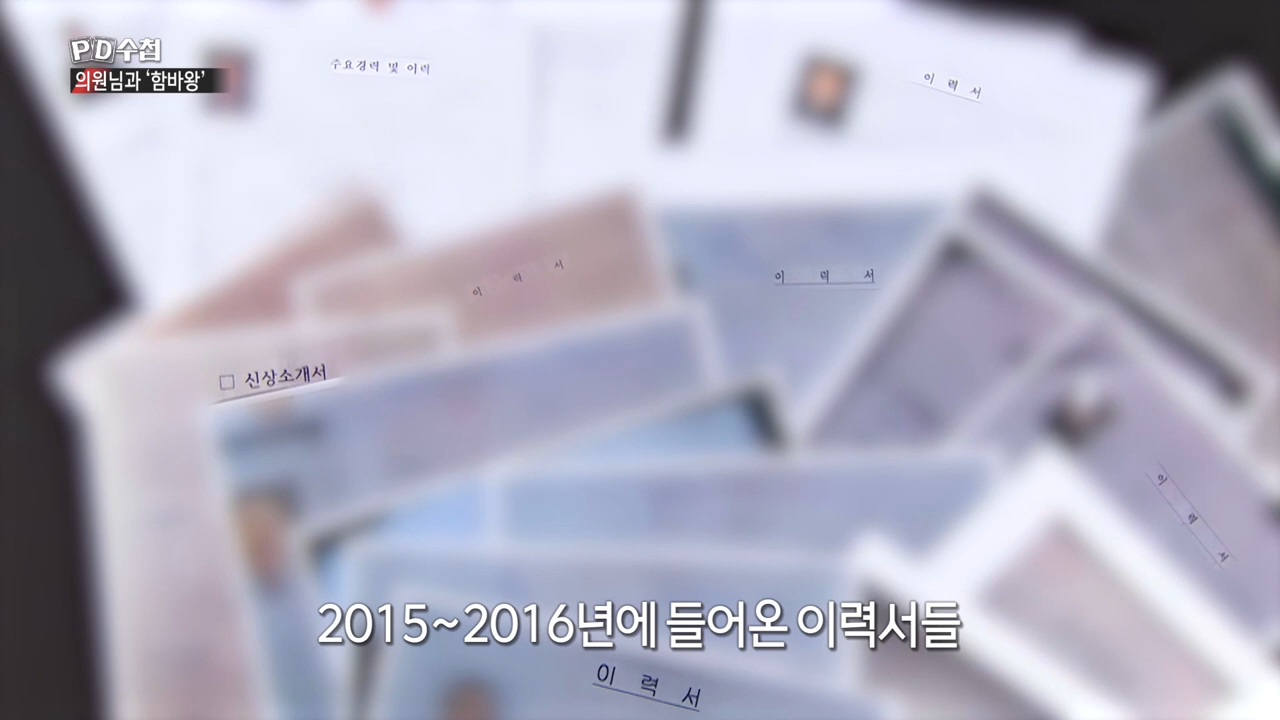 PD수첩
의원님과 '함바왕'
주요경력 및 이력
이 력 서
이 력 서
이 력 서
□ 신상소개서
이 력 서
2015~2016년에 들어온 이력서들
이 력 서